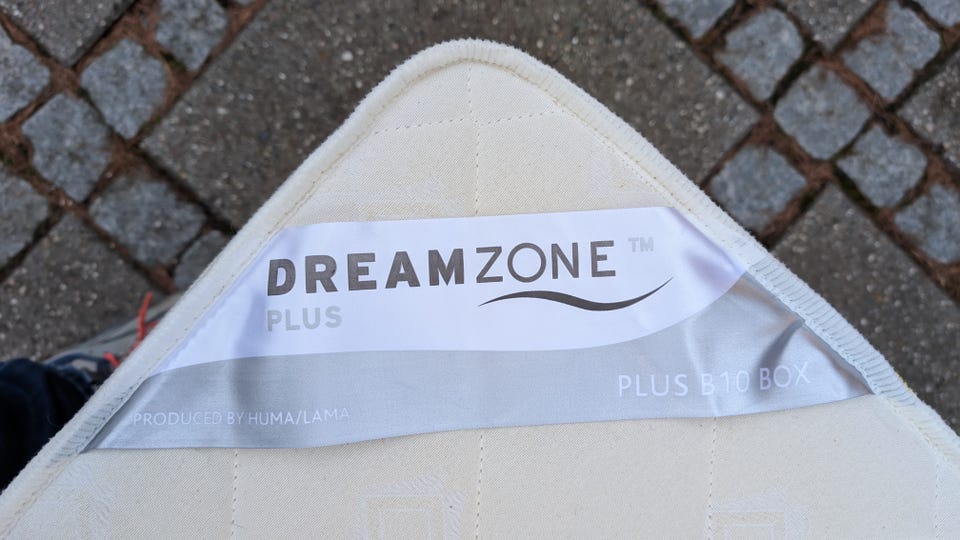 DREAMZONE™
PLUS
PLUS B10 BOX
PRODUCED BY HUMA/LAMA